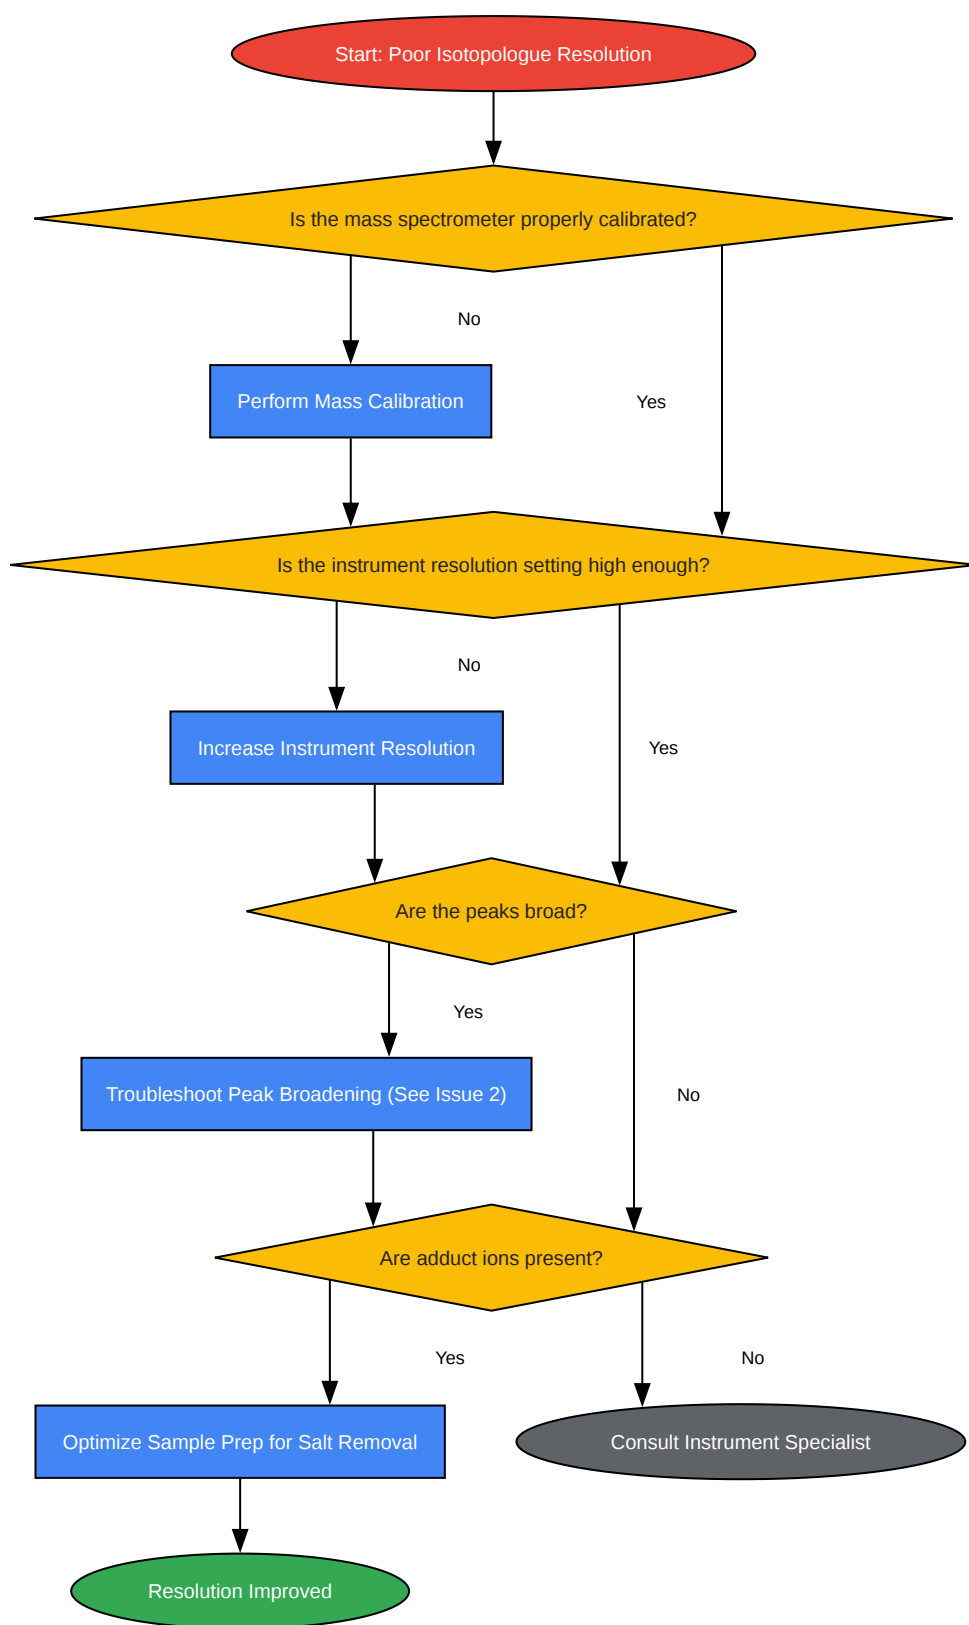 Start: Poor Isotopologue Resolution
Is the mass spectrometer properly calibrated?
No
Perform Mass Calibration
Yes
Is the instrument resolution setting high enough?
No
Increase Instrument Resolution
Yes
Are the peaks broad?
Yes
Troubleshoot Peak Broadening (See Issue 2)
No
Are adduct ions present?
Yes
No
Optimize Sample Prep for Salt Removal
Consult Instrument Specialist
Resolution Improved